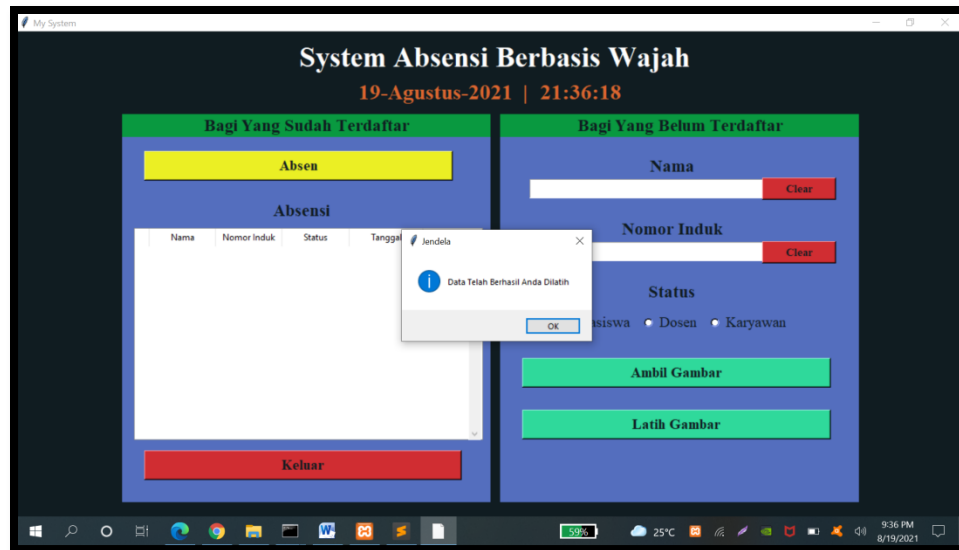 My System
System Absensi Berbasis Wajah
19-Agustus-2021 | 21:36:18
Bagi Yang Sudah Terdaftar
Absen
Absensi
Nama Nomor Induk Status Tanggal
Keluar
Bagi Yang Belum Terdaftar
Nama
Clear
Nomor Induk
Clear
Status
asiswa Dosen Karyawan
Ambil Gambar
Latih Gambar
Jendela
Data Telah Berhasil Anda Dilatih
OK
59%
25°C
9:36 PM
8/19/2021